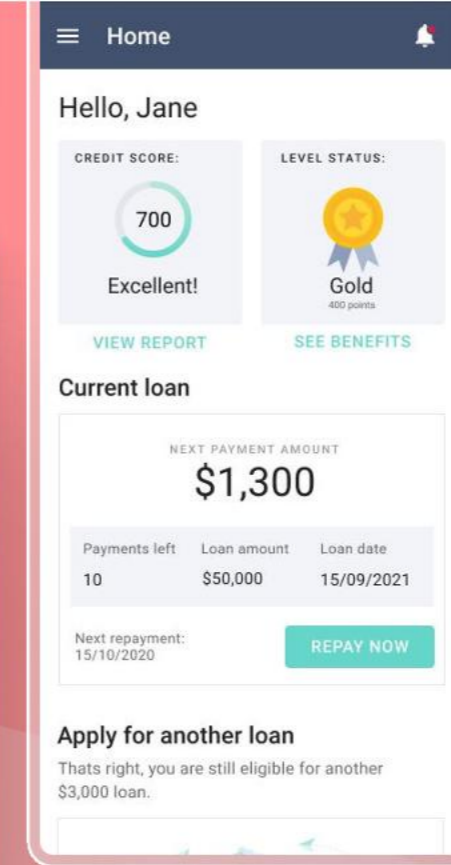 Home
Hello, Jane
CREDIT SCORE:
700
Excellent!
VIEW REPORT
LEVEL STATUS:
Gold
400 points
SEE BENEFITS
Current loan
NEXT PAYMENT AMOUNT
$1,300
Payments left Loan amount Loan date
10 $50,000 15/09/2021
Next repayment:
15/10/2020
REPAY NOW
Apply for another loan
Thats right, you are still eligible for another
$3,000 loan.